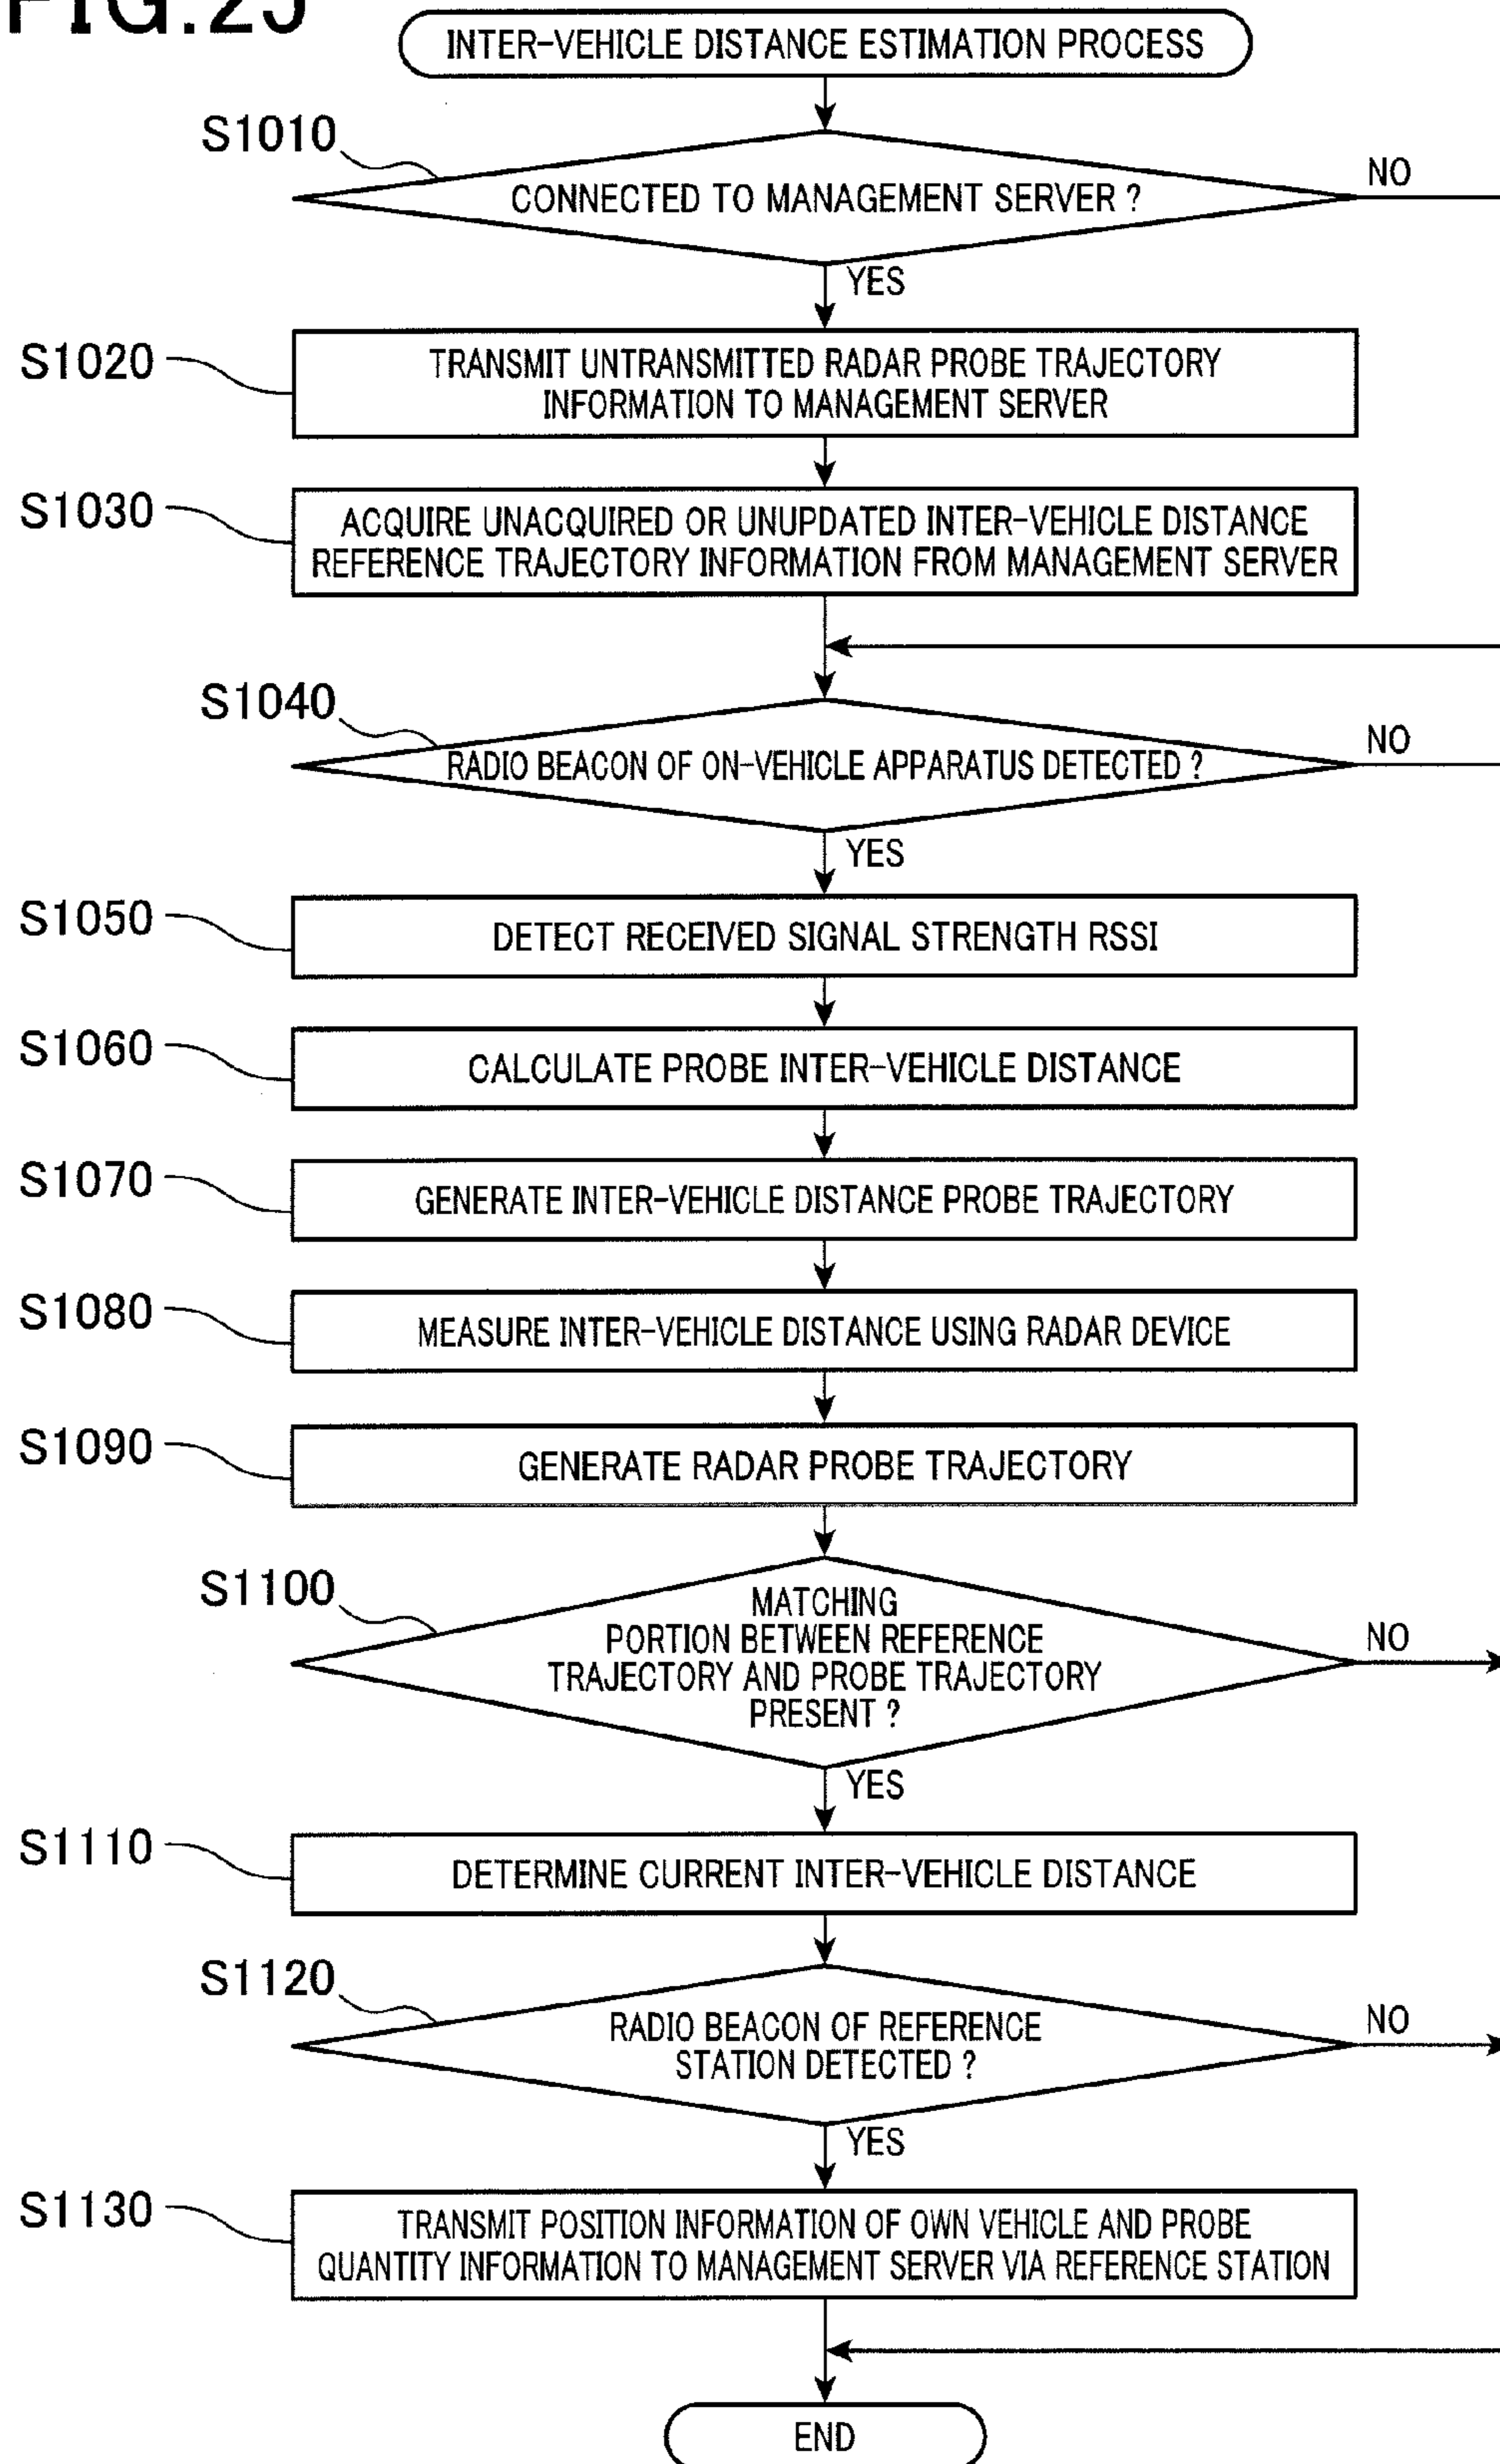 FIG.25
INTER-VEHICLE DISTANCE ESTIMATION PROCESS
S1010
CONNECTED TO MANAGEMENT SERVER ?
NO
YES
S1020
TRANSMIT UNTRANSMITTED RADAR PROBE TRAJECTORY
INFORMATION TO MANAGEMENT SERVER
S1030
ACQUIRE UNACQUIRED OR UNUPDATED INTER-VEHICLE DISTANCE
REFERENCE TRAJECTORY INFORMATION FROM MANAGEMENT SERVER
S1040
RADIO BEACON OF ON-VEHICLE APPARATUS DETECTED ?
NO
YES
S1050
DETECT RECEIVED SIGNAL STRENGTH RSSI
S1060
CALCULATE PROBE INTER-VEHICLE DISTANCE
S1070
GENERATE INTER-VEHICLE DISTANCE PROBE TRAJECTORY
S1080
MEASURE INTER-VEHICLE DISTANCE USING RADAR DEVICE
S1090
GENERATE RADAR PROBE TRAJECTORY
S1100
MATCHING
PORTION BETWEEN REFERENCE
TRAJECTORY AND PROBE TRAJECTORY
PRESENT ?
NO
YES
S1110
DETERMINE CURRENT INTER-VEHICLE DISTANCE
S1120
RADIO BEACON OF REFERENCE
STATION DETECTED ?
NO
YES
S1130
TRANSMIT POSITION INFORMATION OF OWN VEHICLE AND PROBE
QUANTITY INFORMATION TO MANAGEMENT SERVER VIA REFERENCE STATION
END